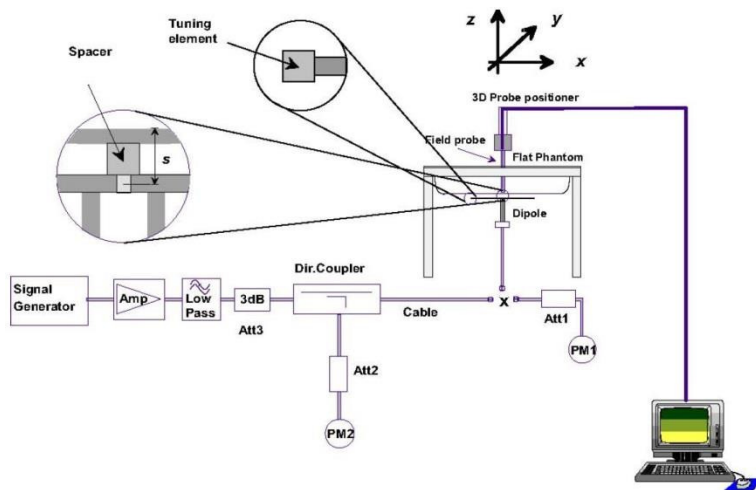 Tuning
element
Spacer
s
z
y
x
3D Probe positioner
Field probe
Flat Phantom
Dipole
Signal
Generator
Amp
Low
Pass
3dB
Att3
Dir.Coupler
Cable
x
Att1
PM1
Att2
PM2